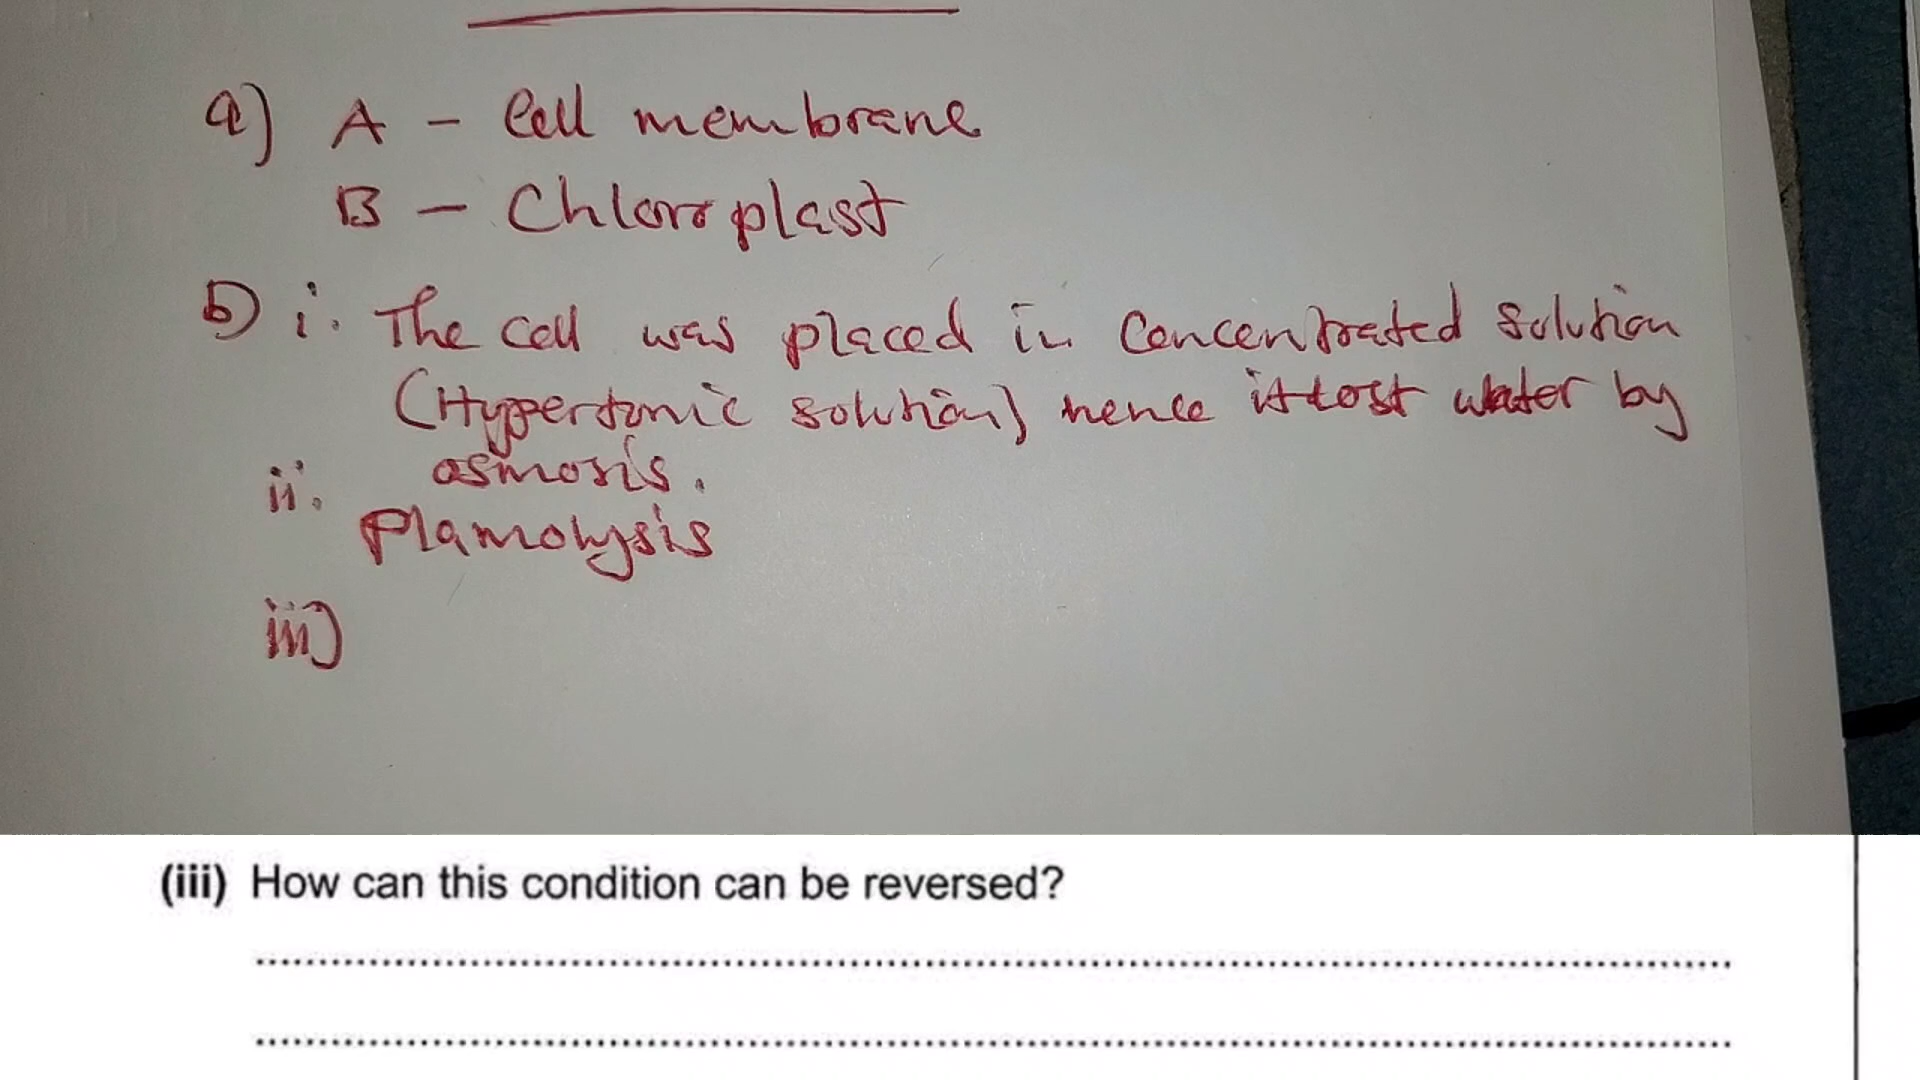 a) A - Cell membrane
B - Chloroplast
b) i. The cell was placed in concentrated solution
(Hypertonic solution) hence it lost water by
osmosis.
ii. Plamolysis
iii)
(iii) How can this condition can be reversed?